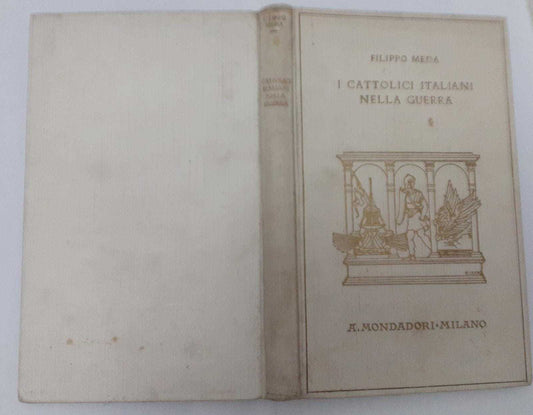 FILIPPO MEDA
I CATTOLICI ITALIANI
NELLA GUERRA
A. MONDADORI · MILANO
FILIPPO
MEDA
I CATTOLICI
ITALIANI
NELLA
GUERRA